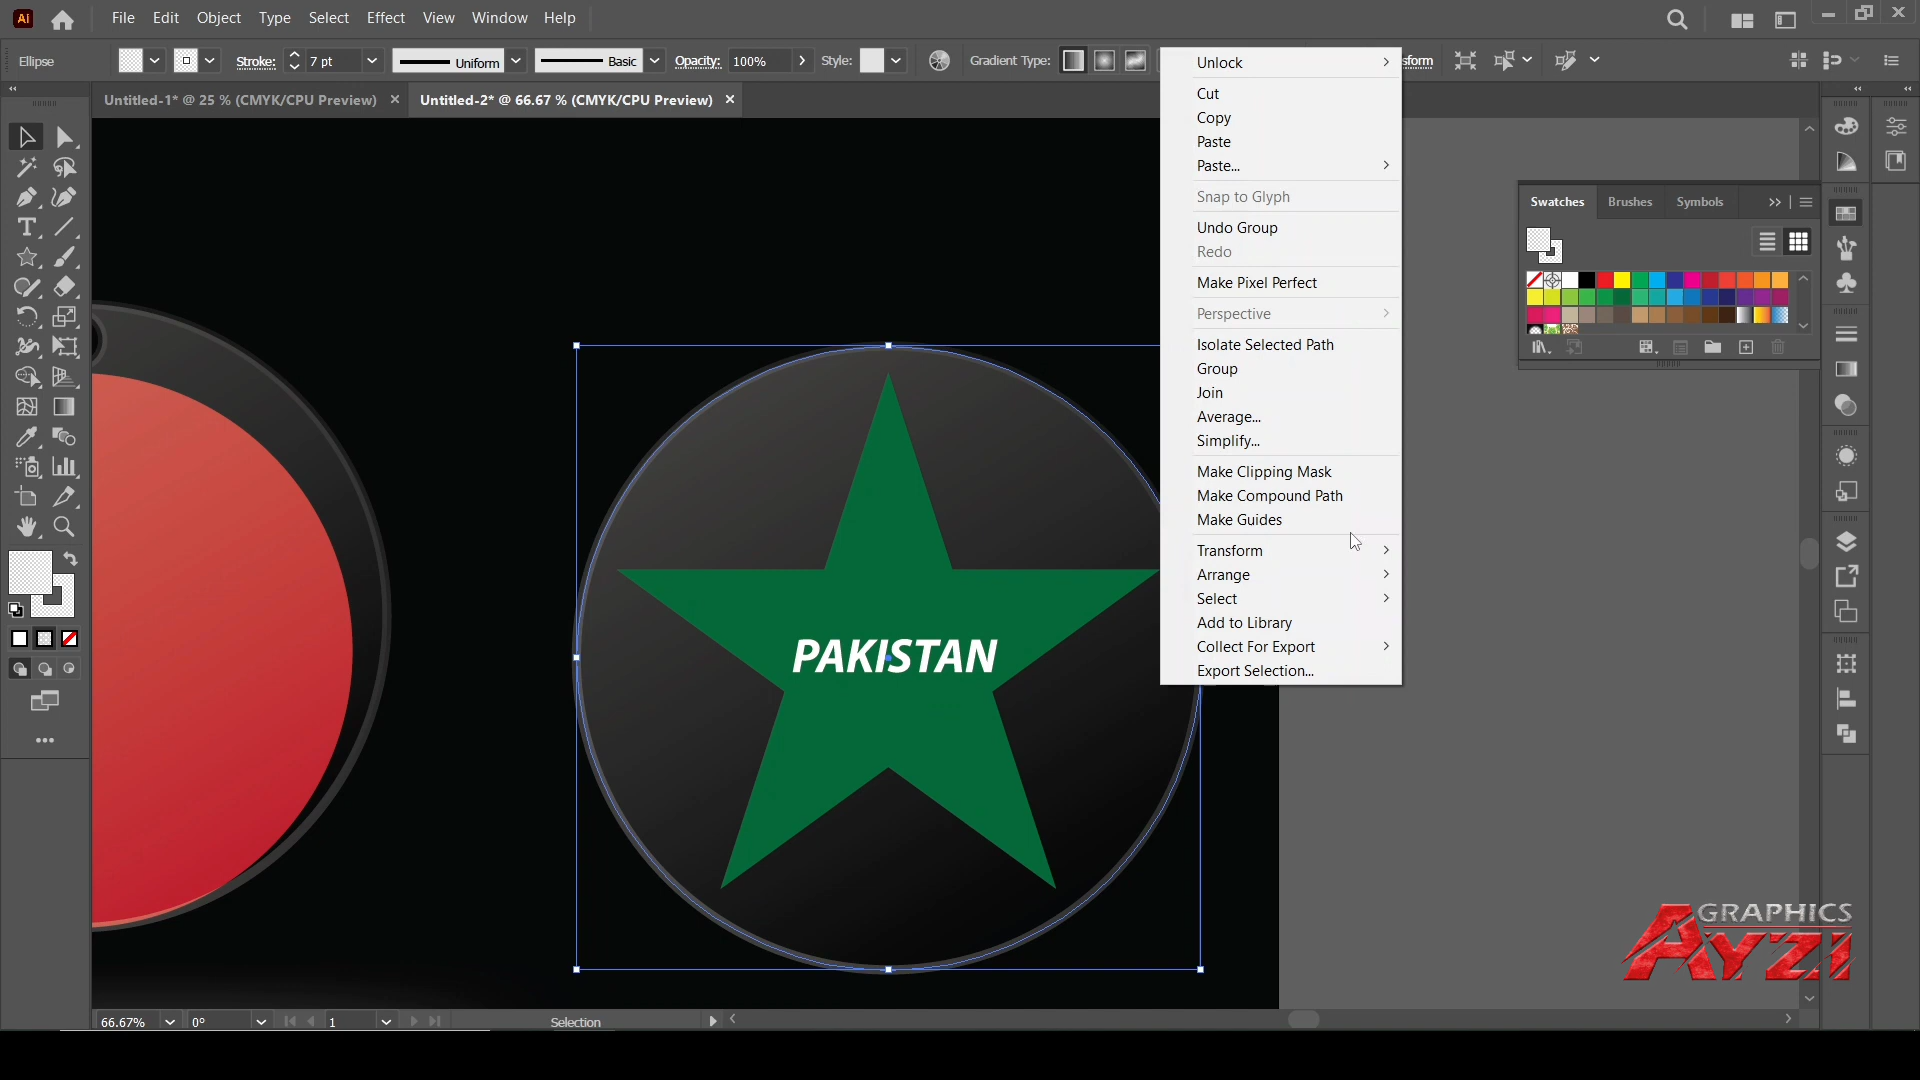 Ai File Edit Object Type Select Effect View Window Help
Ellipse Stroke: 7 pt Uniform Basic Opacity: 100% Style: Gradient Type: sform
Untitled-1* @ 25 % (CMYK/CPU Preview) Untitled-2* @ 66.67 % (CMYK/CPU Preview)
Unlock
Cut
Copy
Paste
Paste...
Snap to Glyph
Undo Group
Redo
Make Pixel Perfect
Perspective
Isolate Selected Path
Group
Join
Average...
Simplify...
Make Clipping Mask
Make Compound Path
Make Guides
Transform
Arrange
Select
Add to Library
Collect For Export
Export Selection...
Swatches Brushes Symbols
PAKISTAN
GRAPHICS
AYZI
66.67% 0° 1 Selection